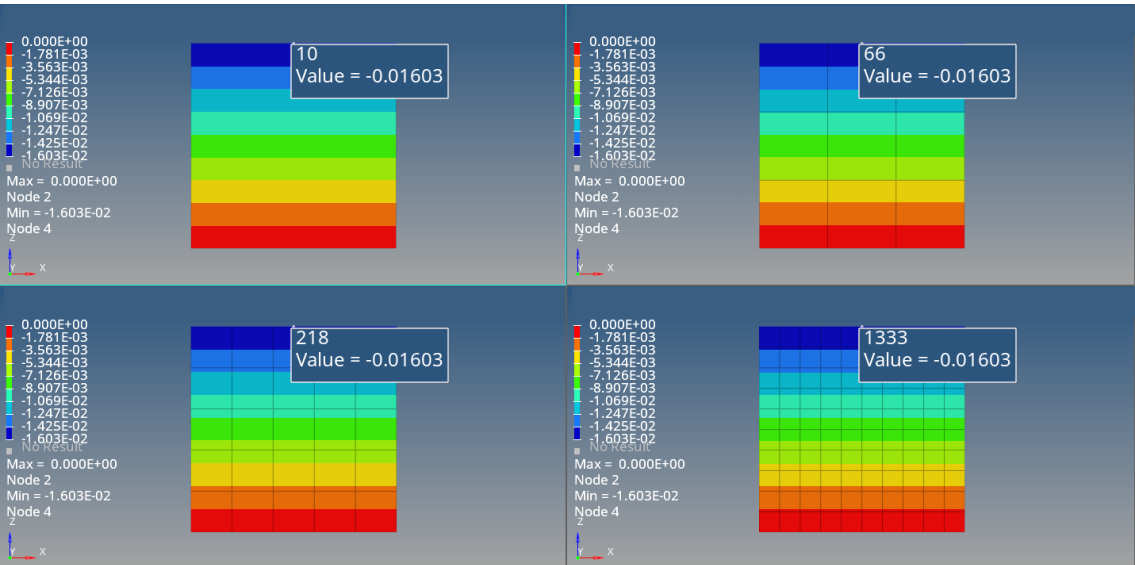 0.000E+00
-1.781E-03
-3.563E-03
-5.344E-03
-7.126E-03
-8.907E-03
-1.069E-02
-1.247E-02
-1.425E-02
-1.603E-02
No Result
Max = 0.000E+00
Node 2
Min = -1.603E-02
Node 4
Z
Y X
10
Value = -0.01603
0.000E+00
-1.781E-03
-3.563E-03
-5.344E-03
-7.126E-03
-8.907E-03
-1.069E-02
-1.247E-02
-1.425E-02
-1.603E-02
No Result
Max = 0.000E+00
Node 2
Min = -1.603E-02
Node 4
Z
Y X
66
Value = -0.01603
0.000E+00
-1.781E-03
-3.563E-03
-5.344E-03
-7.126E-03
-8.907E-03
-1.069E-02
-1.247E-02
-1.425E-02
-1.603E-02
No Result
Max = 0.000E+00
Node 2
Min = -1.603E-02
Node 4
Z
Y X
218
Value = -0.01603
0.000E+00
-1.781E-03
-3.563E-03
-5.344E-03
-7.126E-03
-8.907E-03
-1.069E-02
-1.247E-02
-1.425E-02
-1.603E-02
No Result
Max = 0.000E+00
Node 2
Min = -1.603E-02
Node 4
Z
Y X
1333
Value = -0.01603